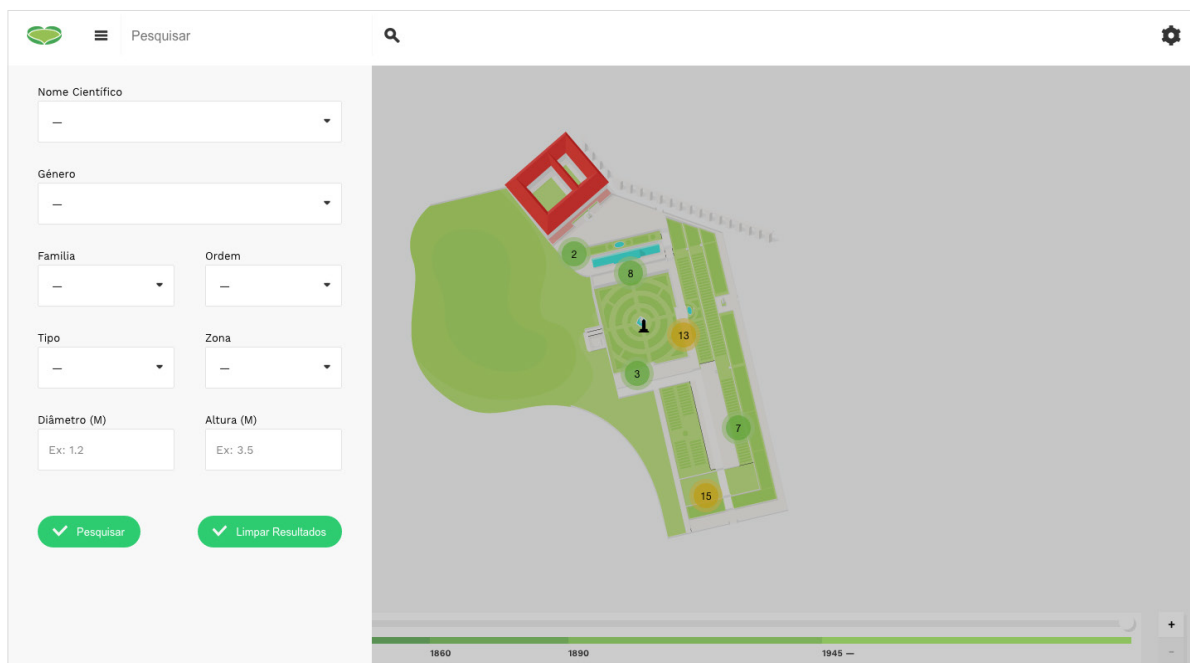 Pesquisar
Nome Científico
—
Género
—
Familia
Ordem
—
—
Tipo
Zona
—
—
Diâmetro (M)
Altura (M)
Ex: 1.2
Ex: 3.5
Pesquisar
Limpar Resultados
2
8
13
3
7
15
+
−
1860
1890
1945 —